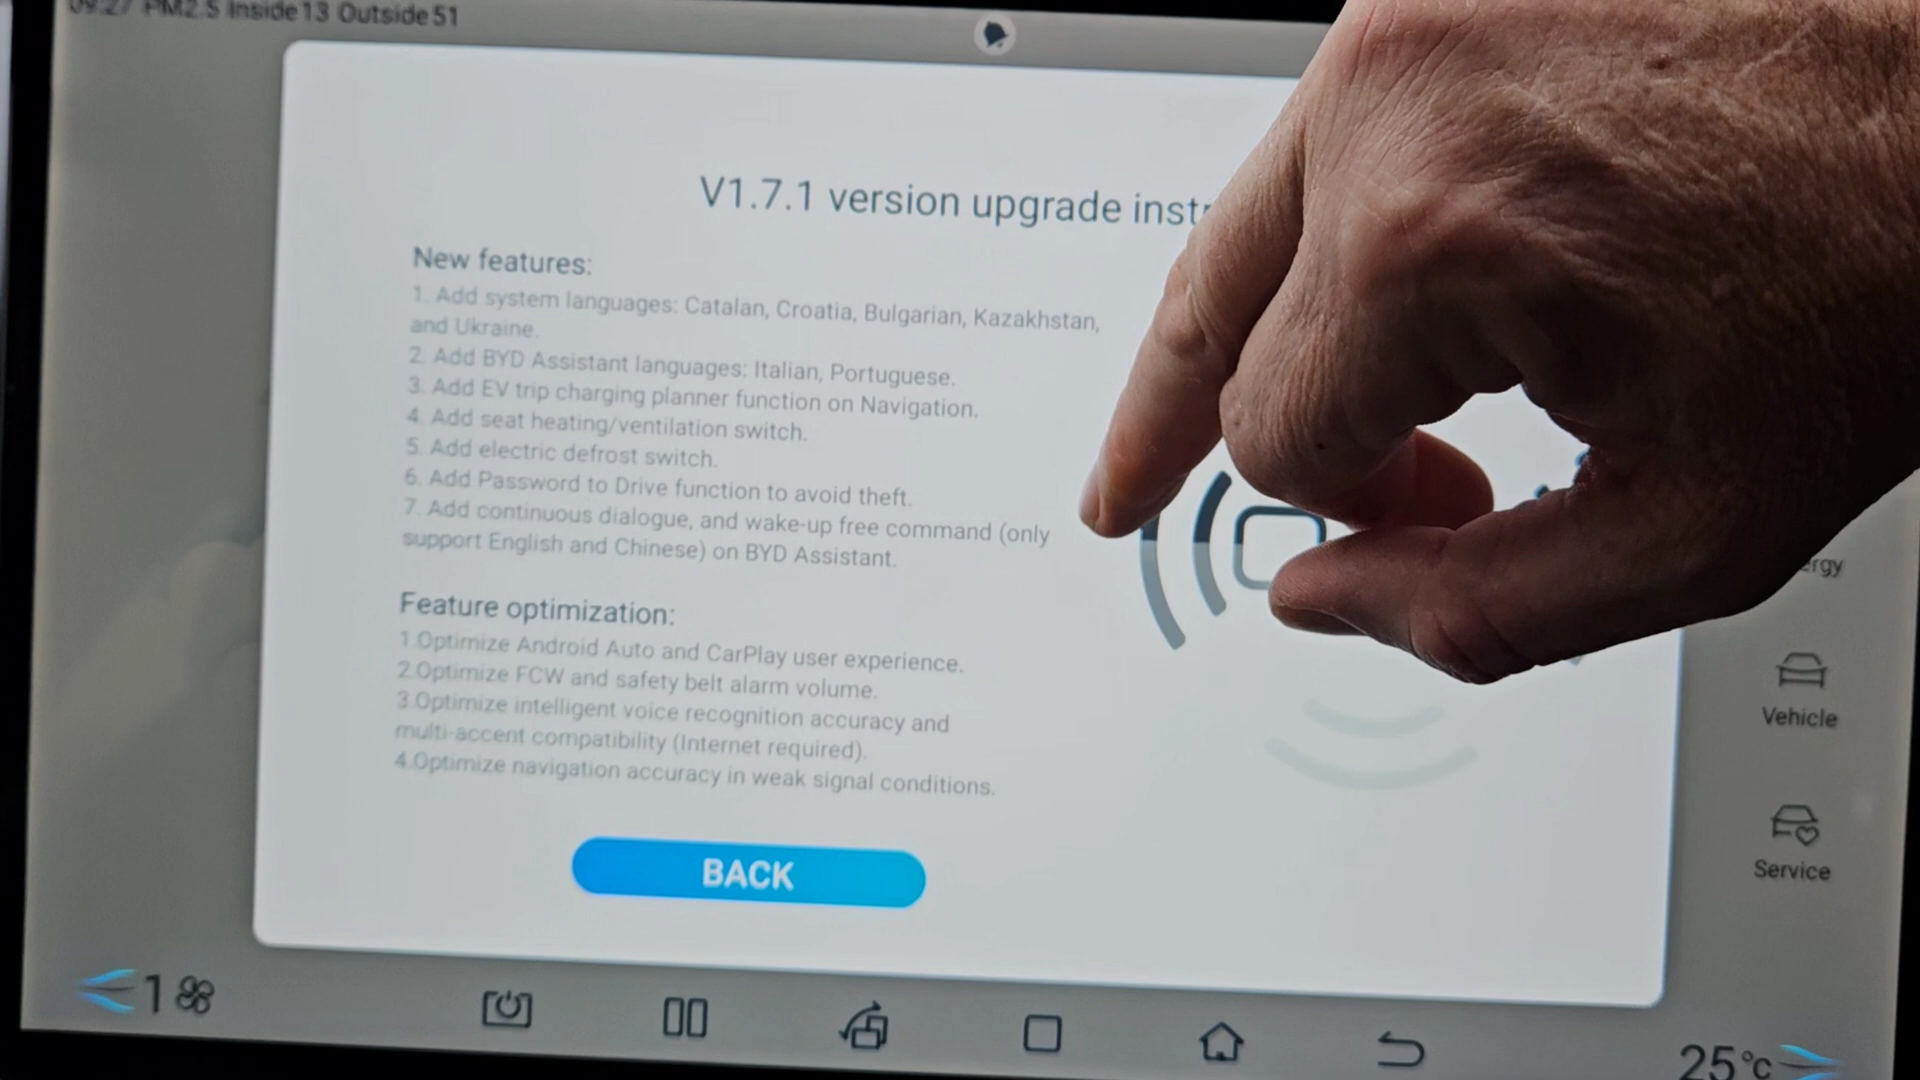 09:27 PM2.5 Inside 13 Outside 51
V1.7.1 version upgrade inst
New features:
1. Add system languages: Catalan, Croatia, Bulgarian, Kazakhstan,
and Ukraine.
2. Add BYD Assistant languages: Italian, Portuguese.
3. Add EV trip charging planner function on Navigation.
4. Add seat heating/ventilation switch.
5. Add electric defrost switch.
6. Add Password to Drive function to avoid theft.
7. Add continuous dialogue, and wake-up free command (only
support English and Chinese) on BYD Assistant.
Feature optimization:
1.Optimize Android Auto and CarPlay user experience.
2.Optimize FCW and safety belt alarm volume.
3.Optimize intelligent voice recognition accuracy and
multi-accent compatibility (Internet required).
4.Optimize navigation accuracy in weak signal conditions.
BACK
rgy
Vehicle
Service
1
25°C